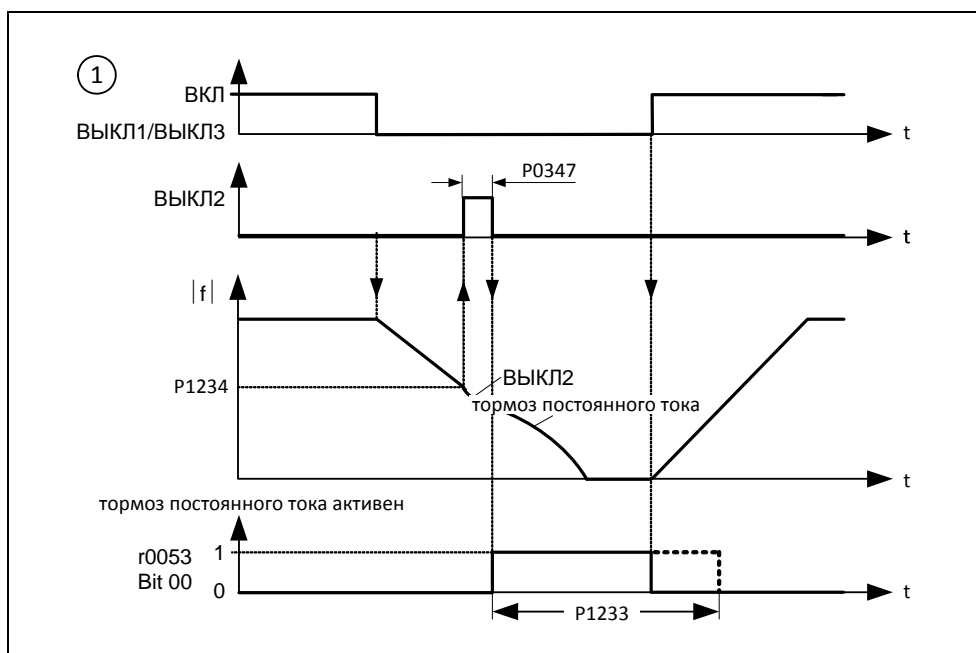 1
ВКЛ
ВЫКЛ1/ВЫКЛ3
t
P0347
ВЫКЛ2
t
|f|
P1234
ВЫКЛ2
тормоз постоянного тока
t
тормоз постоянного тока активен
r0053
Bit 00
1
0
t
P1233